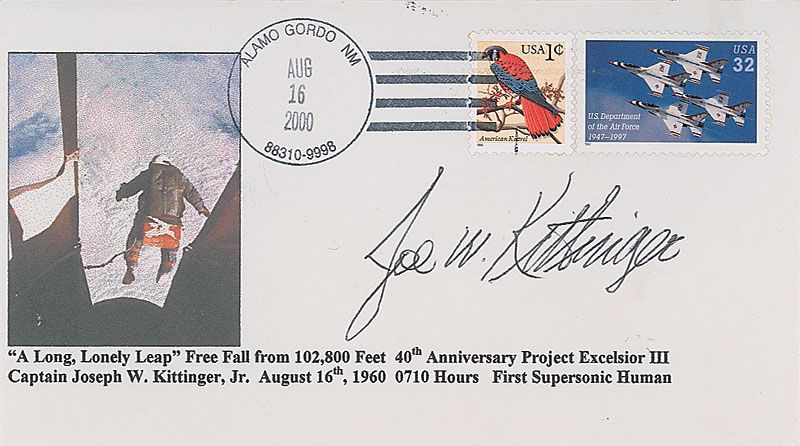 ALAMO GORDO NM
AUG
16
2000
88310-9998
USA 1¢
American Kestrel
USA
32
U.S. Department
of the Air Force
1947–1997
Joe W. Kittinger
“A Long, Lonely Leap” Free Fall from 102,800 Feet 40th Anniversary Project Excelsior III
Captain Joseph W. Kittinger, Jr. August 16th, 1960 0710 Hours First Supersonic Human